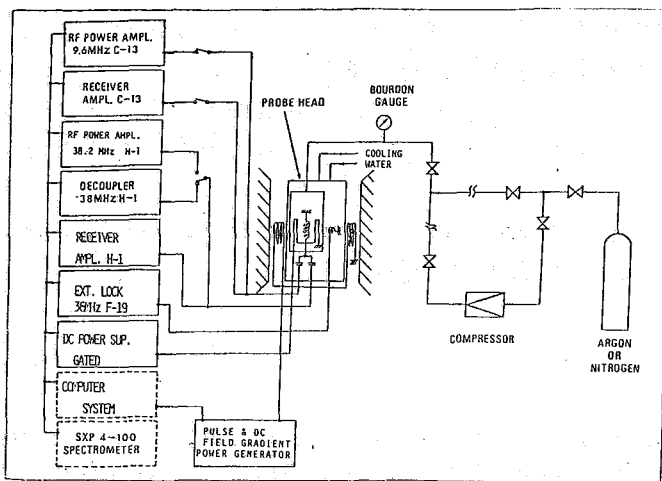 RF POWER AMPL.
9.6MHz C-13
RECEIVER
AMPL. C-13
RF POWER AMPL.
38.2 MHz H-1
DECOUPLER
38MHz H-1
RECEIVER
AMPL. H-1
EXT. LOCK
36MHz F-19
DC POWER SUP.
GATED
COMPUTER
SYSTEM
SXP 4-100
SPECTROMETER
PULSE & DC
FIELD GRADIENT
POWER GENERATOR
PROBE HEAD
BOURDON
GAUGE
COOLING
WATER
COMPRESSOR
ARGON
OR
NITROGEN